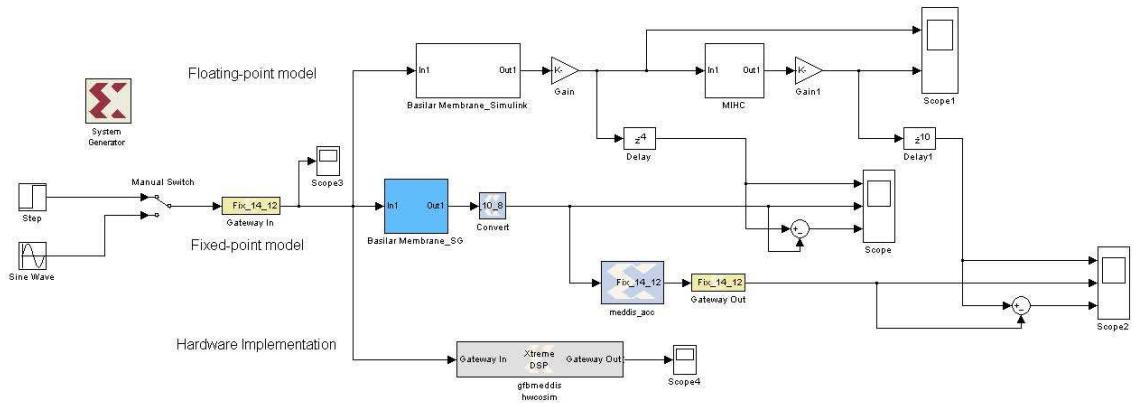 Floating-point model
In1
Out1
Basilar Membrane_Simulink
K-
Gain
In1
Out1
MIHC
K-
Gain1
Scope1
System
Generator
z-4
Delay
z-10
Delay1
Manual Switch
Scope3
Step
Fix_14_12
Gateway In
In1
Out1
Basilar Membrane_SG
10_8
Convert
+
-
Scope
Fixed-point model
Sine Wave
Fix_14_12
meddis_acc
Fix_14_12
Gateway Out
+
-
Scope2
Hardware Implementation
Gateway In
Xtreme
DSP
Gateway Out
Scope4
gfbmeddis
hwcosim